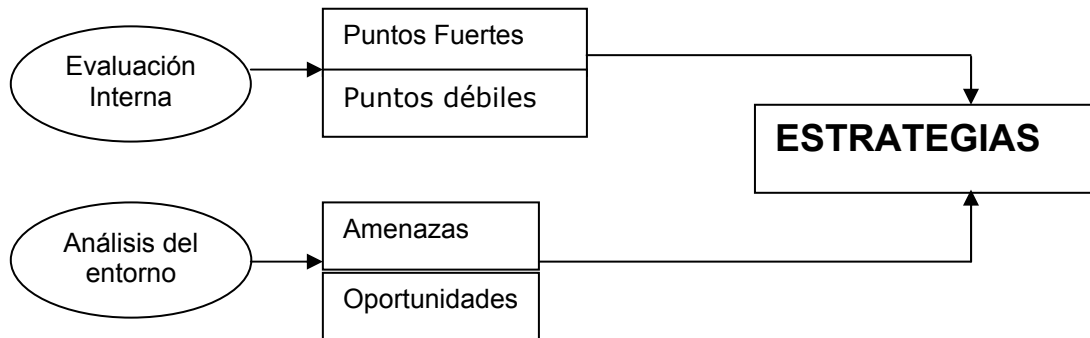 Evaluación
Interna
Puntos Fuertes
Puntos débiles
ESTRATEGIAS
Análisis del
entorno
Amenazas
Oportunidades